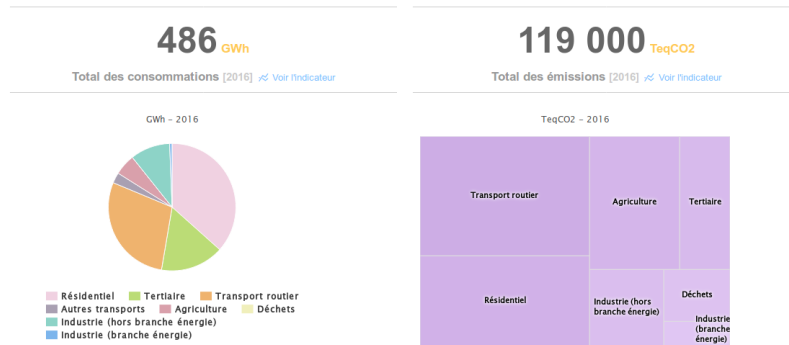 486 GWh
Total des consommations [2016] Voir l'indicateur
119 000 TeqCO2
Total des émissions [2016] Voir l'indicateur
GWh - 2016
Résidentiel Tertiaire Transport routier
Autres transports Agriculture Déchets
Industrie (hors branche énergie)
Industrie (branche énergie)
TeqCO2 - 2016
Transport routier
Agriculture
Tertiaire
Résidentiel
Industrie (hors
branche énergie)
Déchets
Industrie
(branche
énergie)